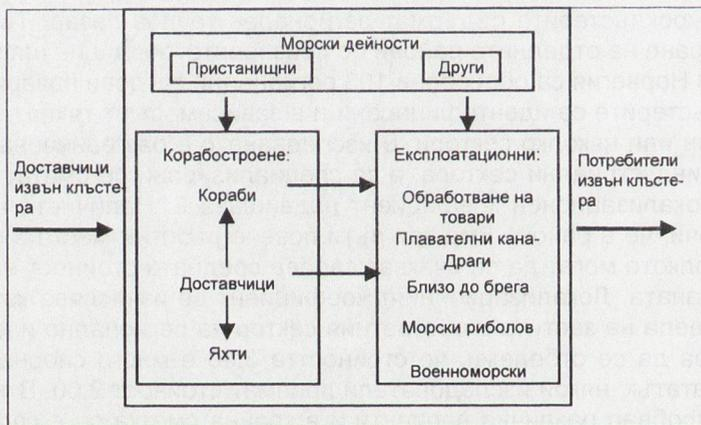 Морски дейности
Пристанищни
Други
Доставчици
извън клъсте-
ра
Корабостроене:
Кораби
Доставчици
Яхти
Експлоатационни:
Обработване на
товари
Плавателни кана-
Драги
Близо до брега
Морски риболов
Военноморски
Потребители
извън клъсте-
ра